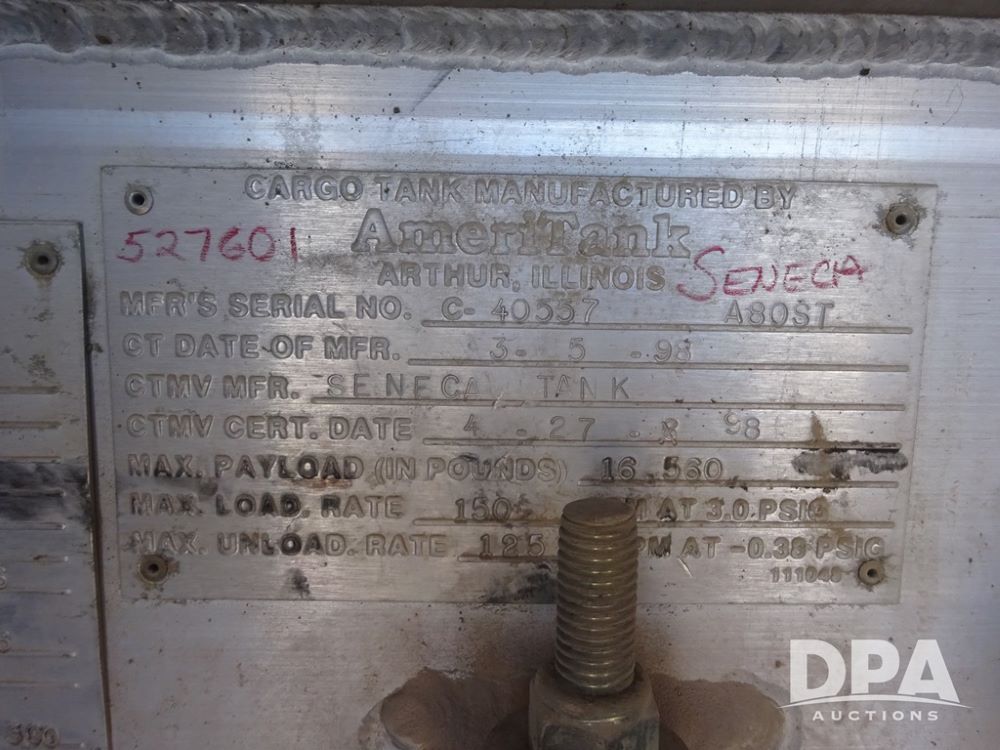 CARGO TANK MANUFACTURED BY
527601 AmeriTank
ARTHUR, ILLINOIS SENECA
MFR'S SERIAL NO. C-40557 A80ST
CT DATE OF MFR. 3-5-98
CTMV MFR. SENECA TANK
CTMV CERT. DATE 4-27-8 98
MAX. PAYLOAD (IN POUNDS) 16,560
MAX. LOAD. RATE AT 3.0 PSIG
MAX. UNLOAD. RATE AT -0.38 PSIG
111048
DPA
AUCTIONS